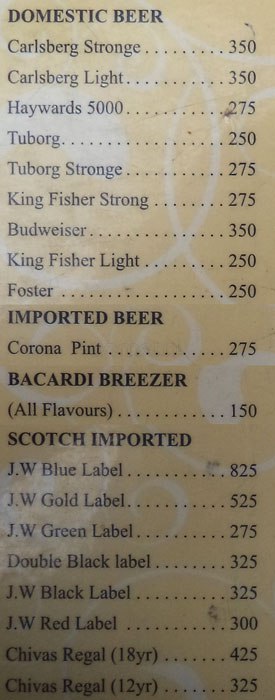 DOMESTIC BEER
Carlsberg Stronge . . . . . . . . . 350
Carlsberg Light . . . . . . . . . . . 350
Haywards 5000 . . . . . . . . . . . 275
Tuborg. . . . . . . . . . . . . . . . . . 250
Tuborg Stronge . . . . . . . . . . . 275
King Fisher Strong . . . . . . . . 275
Budweiser . . . . . . . . . . . . . . . 350
King Fisher Light . . . . . . . . . 250
Foster . . . . . . . . . . . . . . . . . . 250
IMPORTED BEER
Corona Pint . . . . . . . . . . . . . 275
BACARDI BREEZER
(All Flavours) . . . . . . . . . . . . 150
SCOTCH IMPORTED
J.W Blue Label . . . . . . . . . . . 825
J.W Gold Label . . . . . . . . . . . 525
J.W Green Label . . . . . . . . . . 275
Double Black label . . . . . . . . 325
J.W Black Label . . . . . . . . . . 325
J.W Red Label . . . . . . . . . . . 300
Chivas Regal (18yr) . . . . . . . 425
Chivas Regal (12yr) . . . . . . . 325